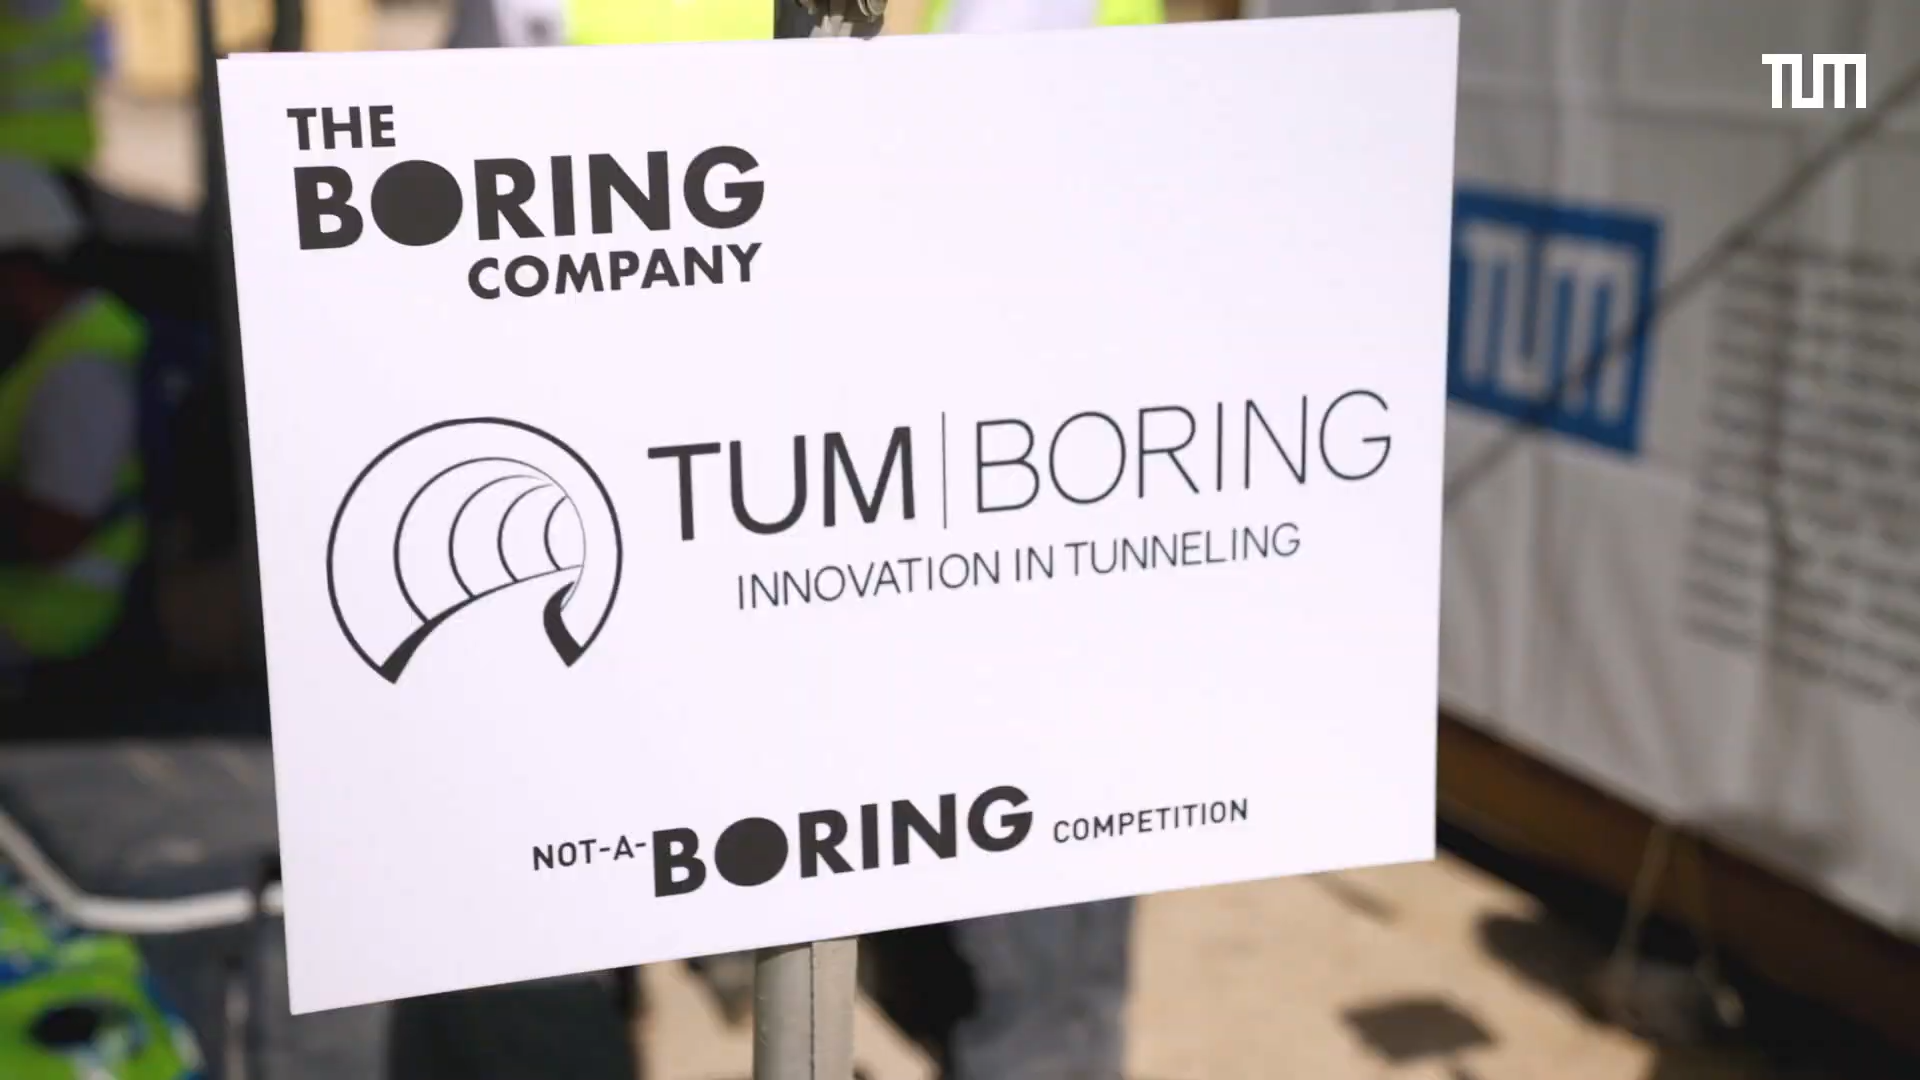 THE
BORING
COMPANY
TUM | BORING
INNOVATION IN TUNNELING
NOT-A-BORING COMPETITION
TUM
TUM